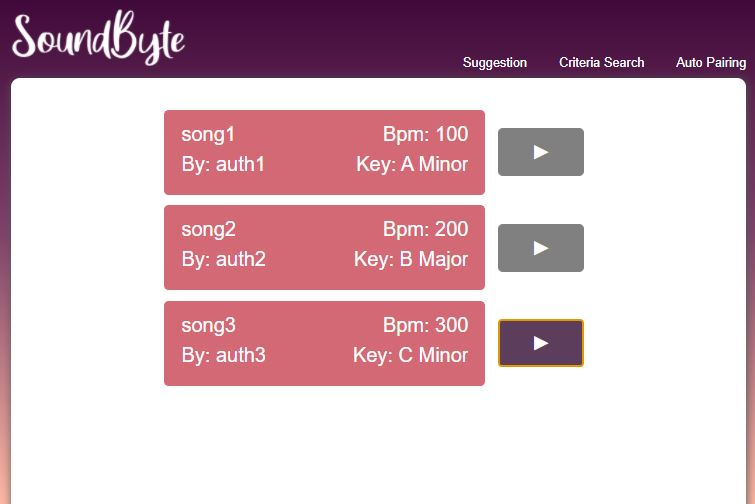 SoundByte
Suggestion Criteria Search Auto Pairing
song1 Bpm: 100
By: auth1 Key: A Minor
song2 Bpm: 200
By: auth2 Key: B Major
song3 Bpm: 300
By: auth3 Key: C Minor